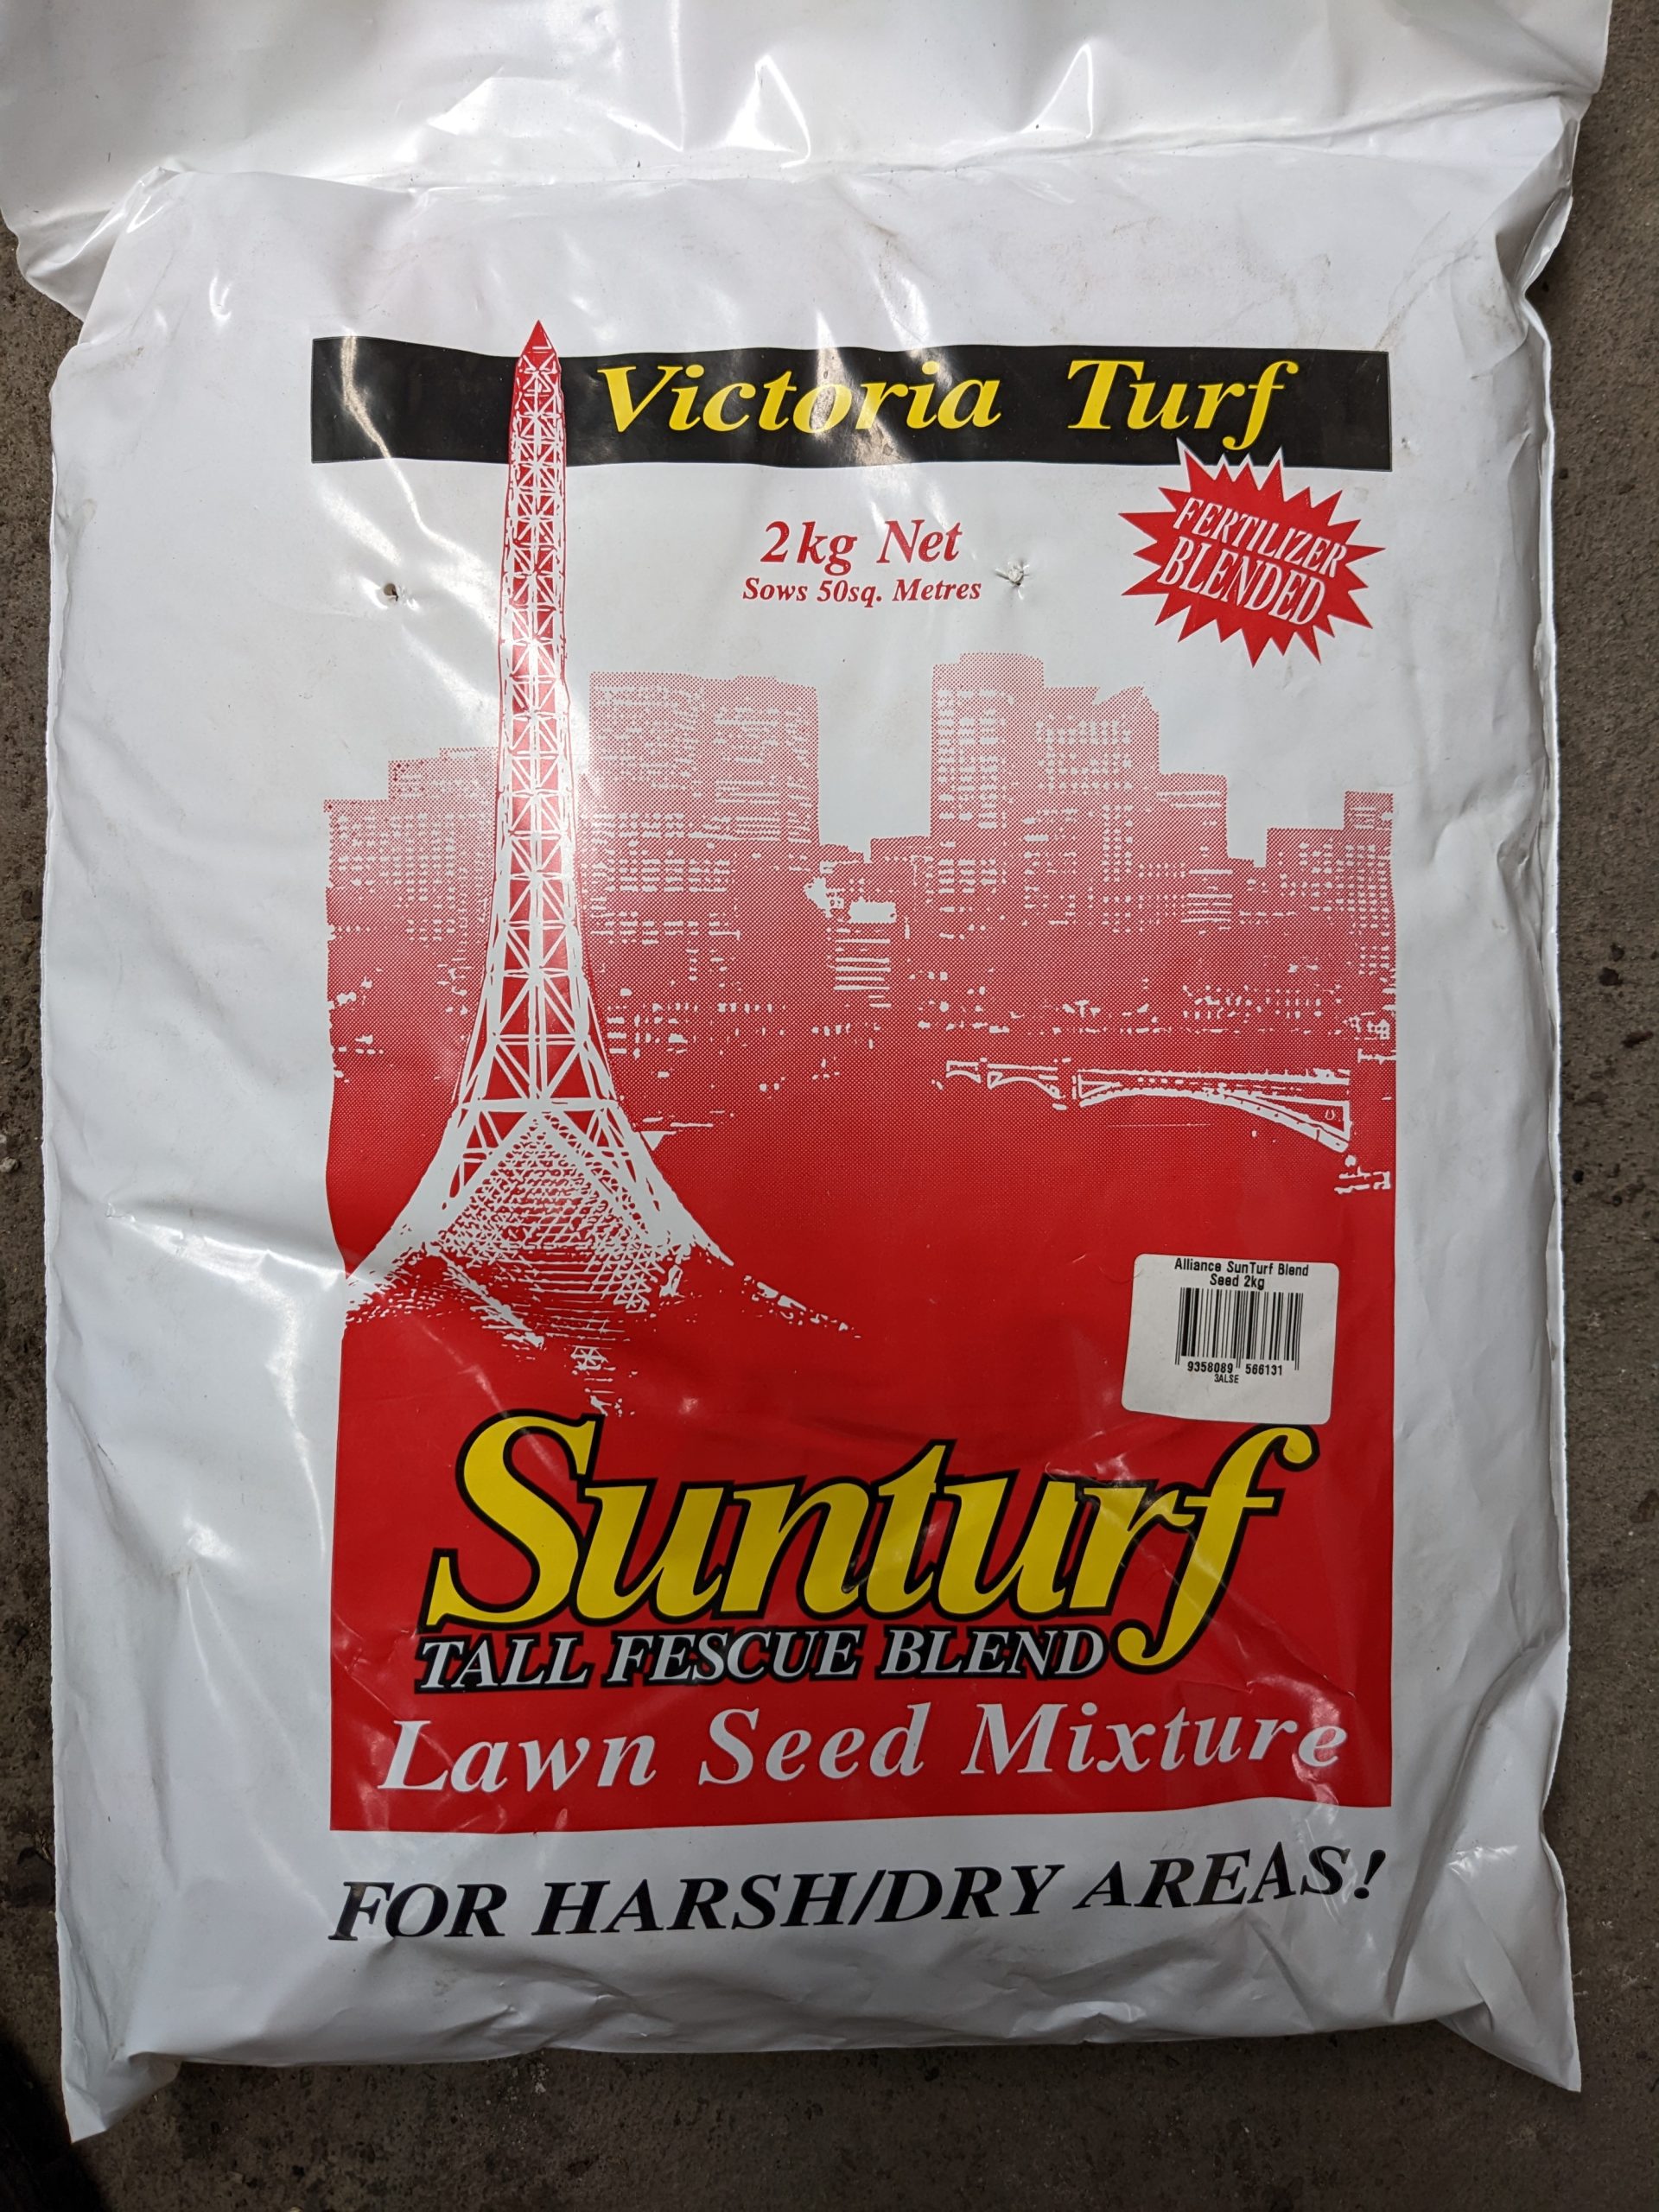 Victoria Turf
2kg Net
Sows 50sq. Metres
FERTILIZER
BLENDED
Alliance SunTurf Blend
Seed 2kg
9358089 566131
3ALSE
Sunturf
TALL FESCUE BLEND
Lawn Seed Mixture
FOR HARSH/DRY AREAS!